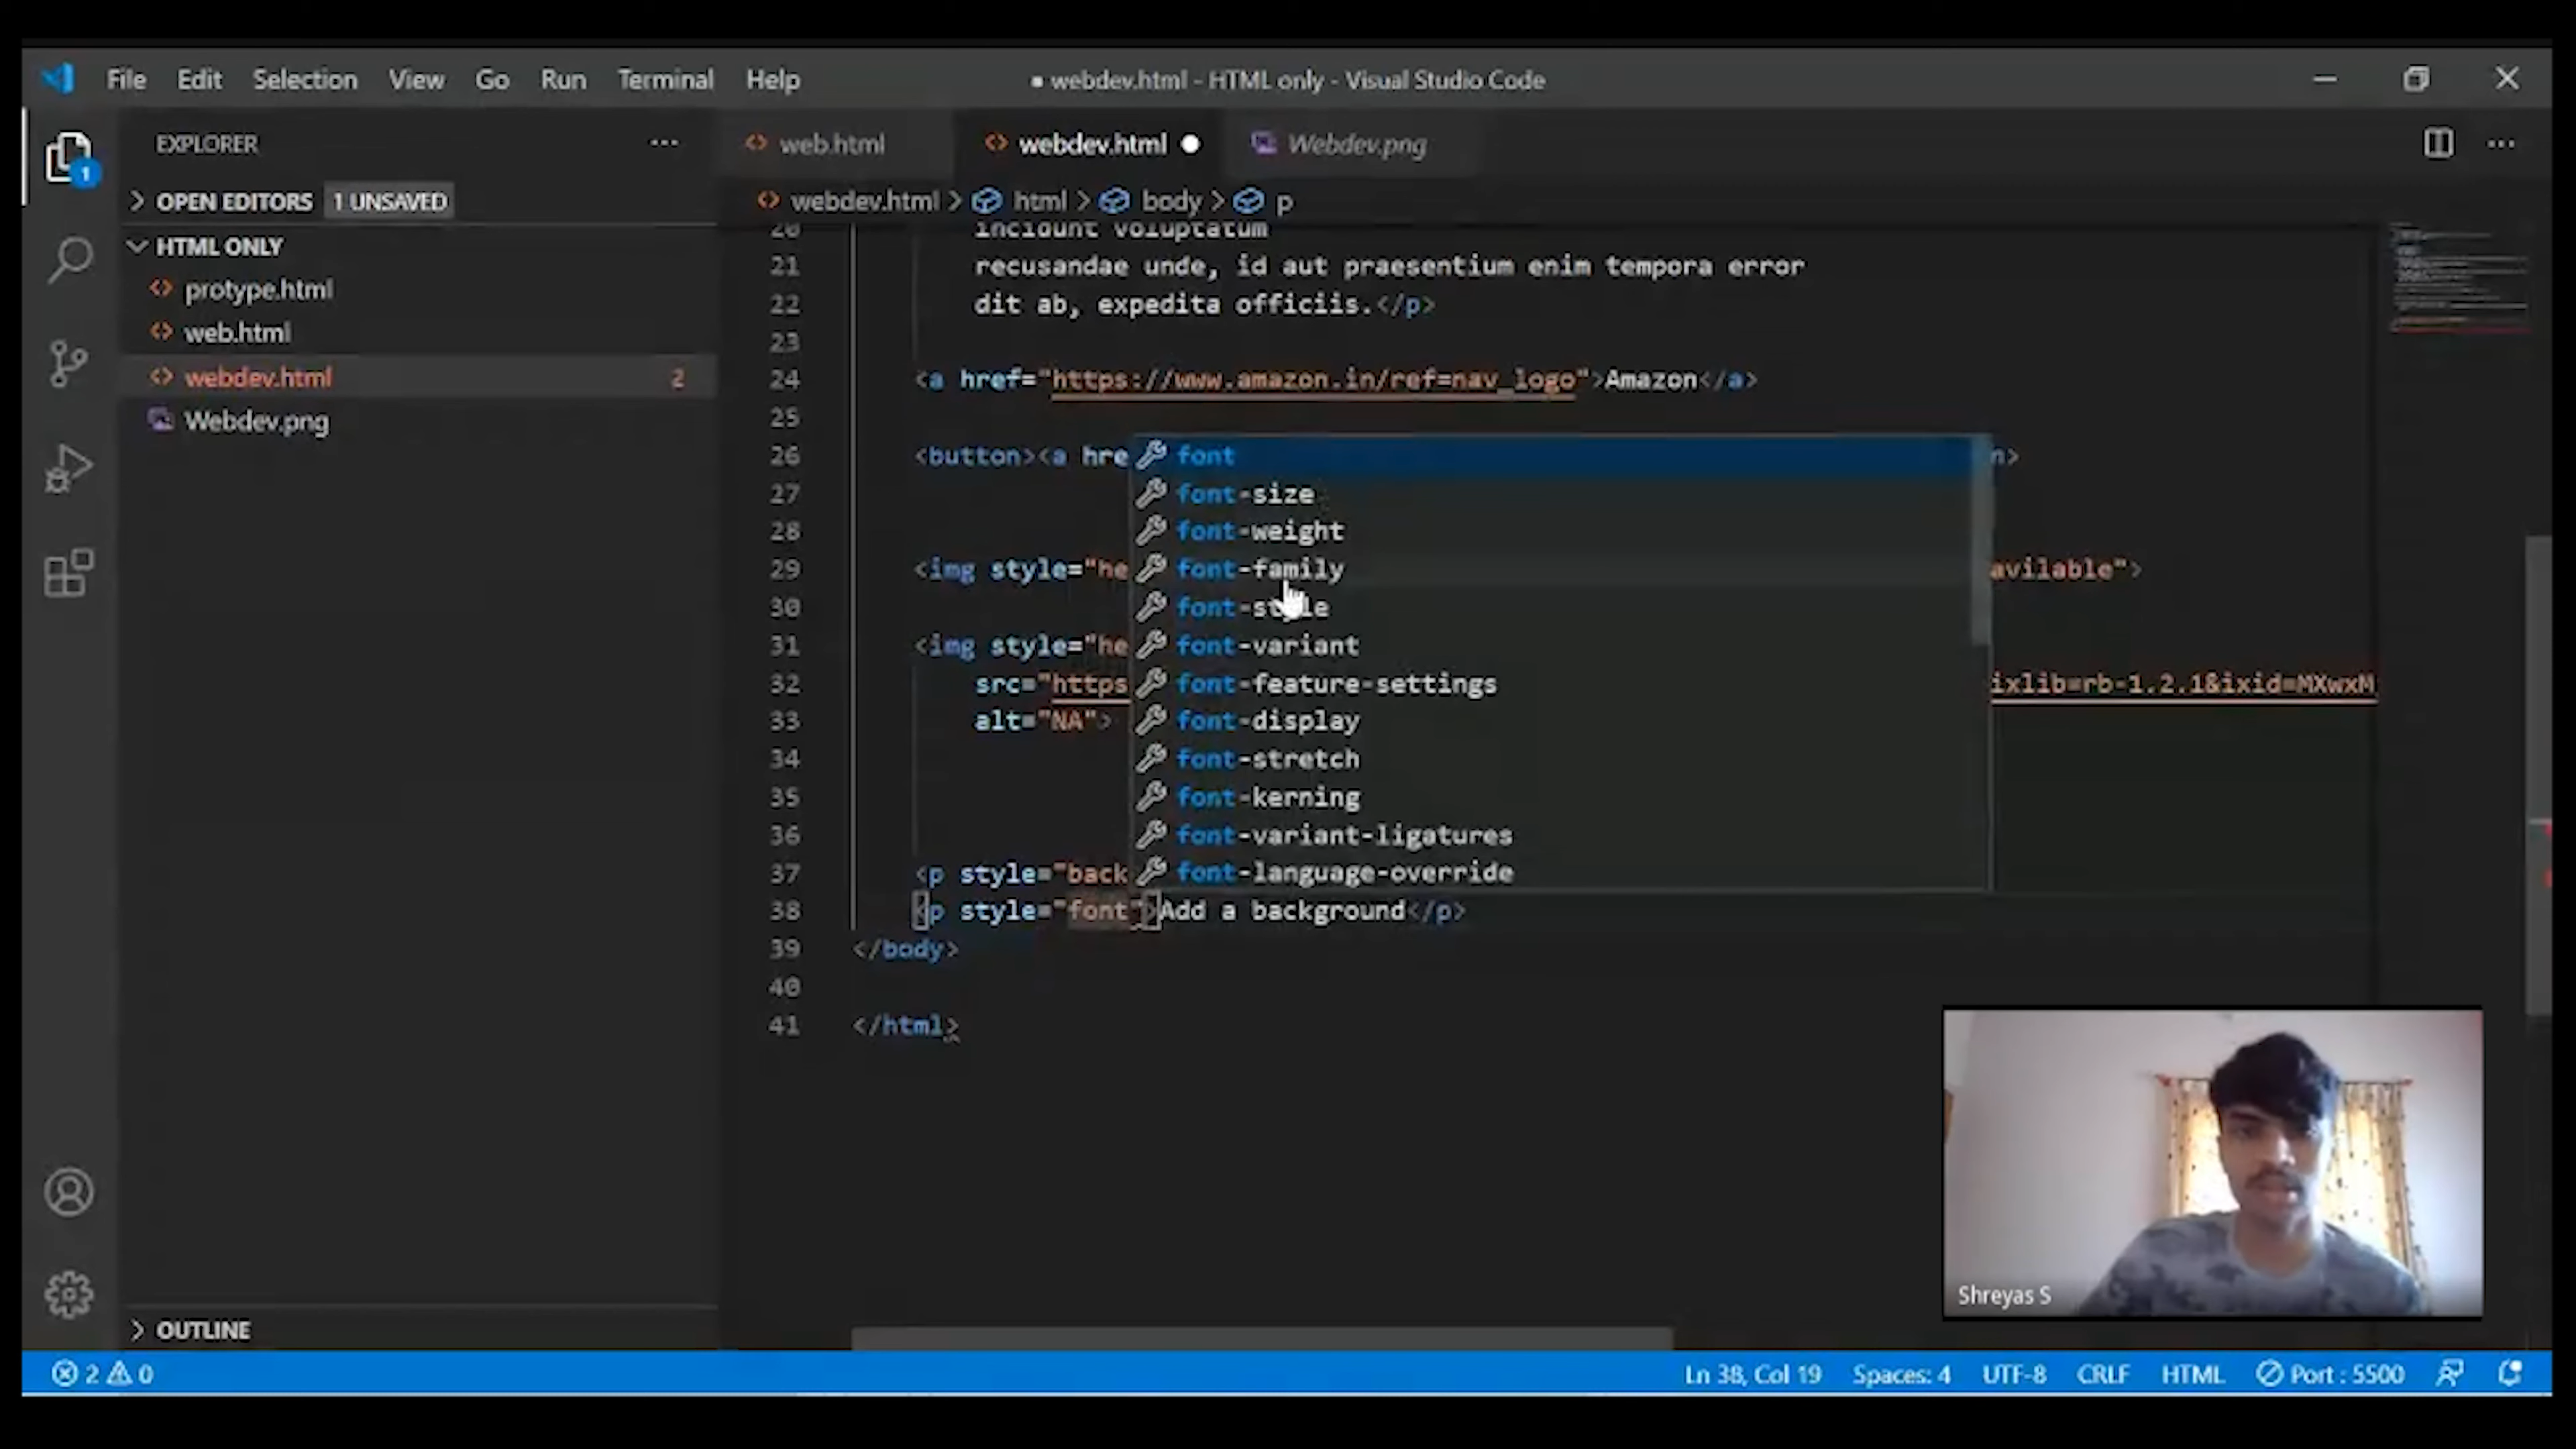 File Edit Selection View Go Run Terminal Help
webdev.html - HTML only - Visual Studio Code
EXPLORER
web.html
webdev.html
Webdev.png
OPEN EDITORS 1 UNSAVED
webdev.html > html > body > p
HTML ONLY
protype.html
web.html
webdev.html 2
Webdev.png
20 incidunt voluptatum
21 recusandae unde, id aut praesentium enim tempora error
22 dit ab, expedita officiis.</p>
23
24 <a href="https://www.amazon.in/ref=nav_logo">Amazon</a>
25
26 <button><a hre n>
27
28
29 <img style="he avilable">
30
31 <img style="he
32 src="https ixlib=rb-1.2.1&ixid=MXwxM
33 alt="NA">
34
35
36
37 <p style="back
38 <p style="font">Add a background</p>
39 </body>
40
41 </html>
font
font-size
font-weight
font-family
font-variant
font-feature-settings
font-display
font-stretch
font-kerning
font-variant-ligatures
font-language-override
1
Shreyas S
OUTLINE
2 0
Ln 38, Col 19 Spaces: 4 UTF-8 CRLF HTML Port : 5500